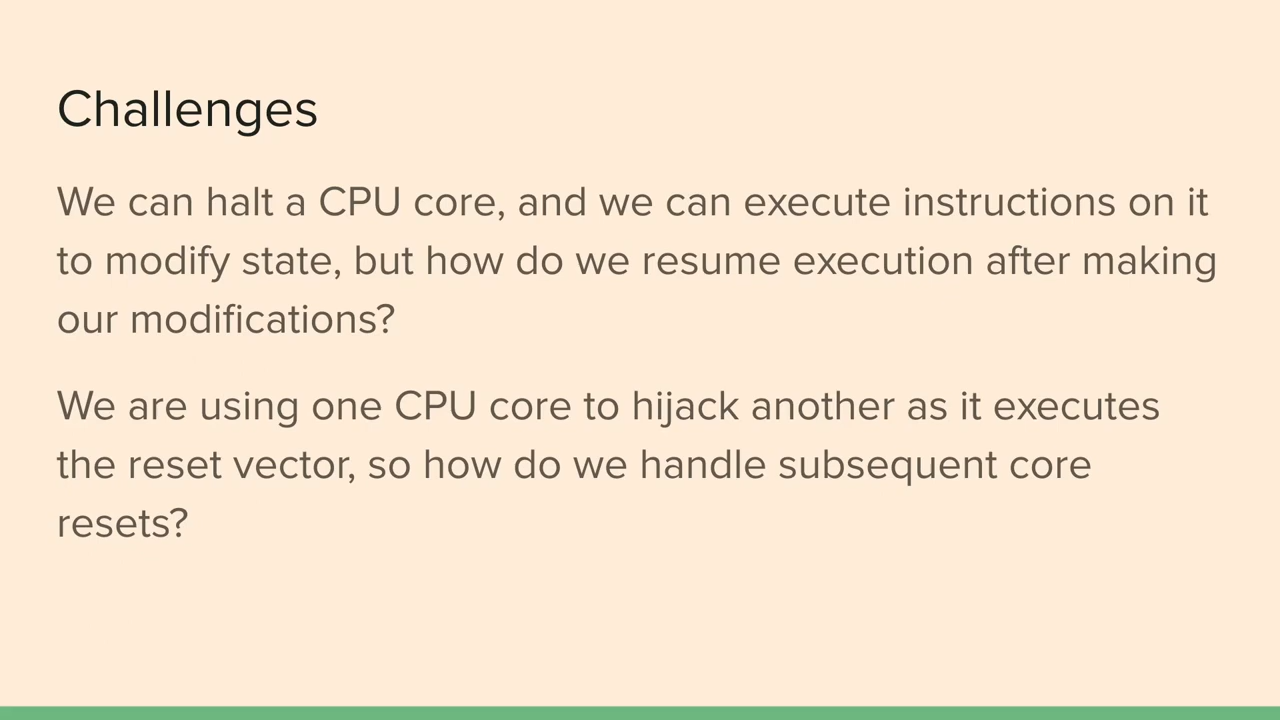 Challenges
We can halt a CPU core, and we can execute instructions on it
to modify state, but how do we resume execution after making
our modifications?
We are using one CPU core to hijack another as it executes
the reset vector, so how do we handle subsequent core
resets?